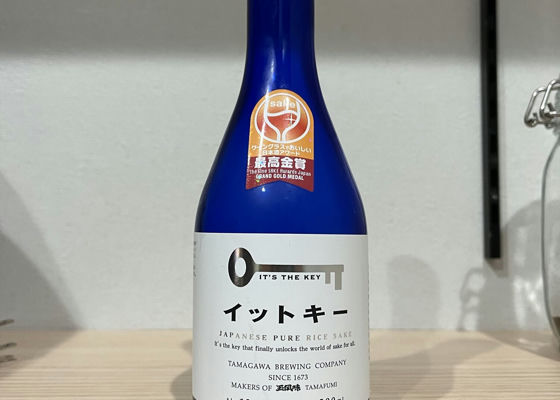 sake
ワイングラスでおいしい
日本酒アワード
最高金賞
The Fine SAKE Awards Japan
GRAND GOLD MEDAL
IT'S THE KEY
イットキー
JAPANESE PURE RICE SAKE
It's the key that finally unlocks the world of sake for all.
TAMAGAWA BREWING COMPANY
SINCE 1673
MAKERS OF TAMAFUMI